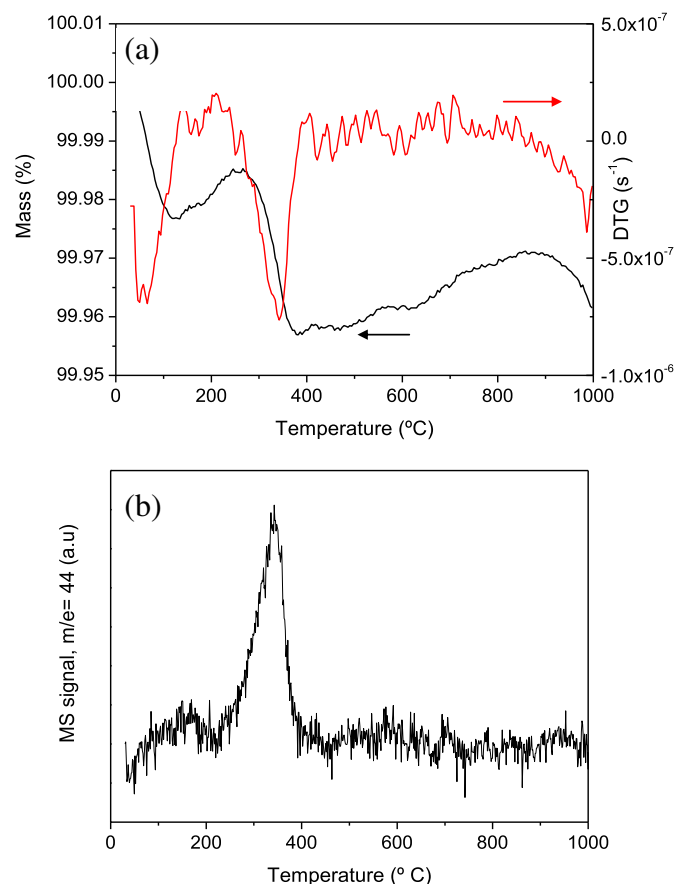 (a)
100.01
100.00
99.99
99.98
99.97
99.96
99.95
Mass (%)
5.0x10⁻⁷
0.0
-5.0x10⁻⁷
-1.0x10⁻⁶
DTG (s⁻¹)
0 200 400 600 800 1000
Temperature (ºC)
(b)
MS signal, m/e= 44 (a.u)
0 200 400 600 800 1000
Temperature (º C)